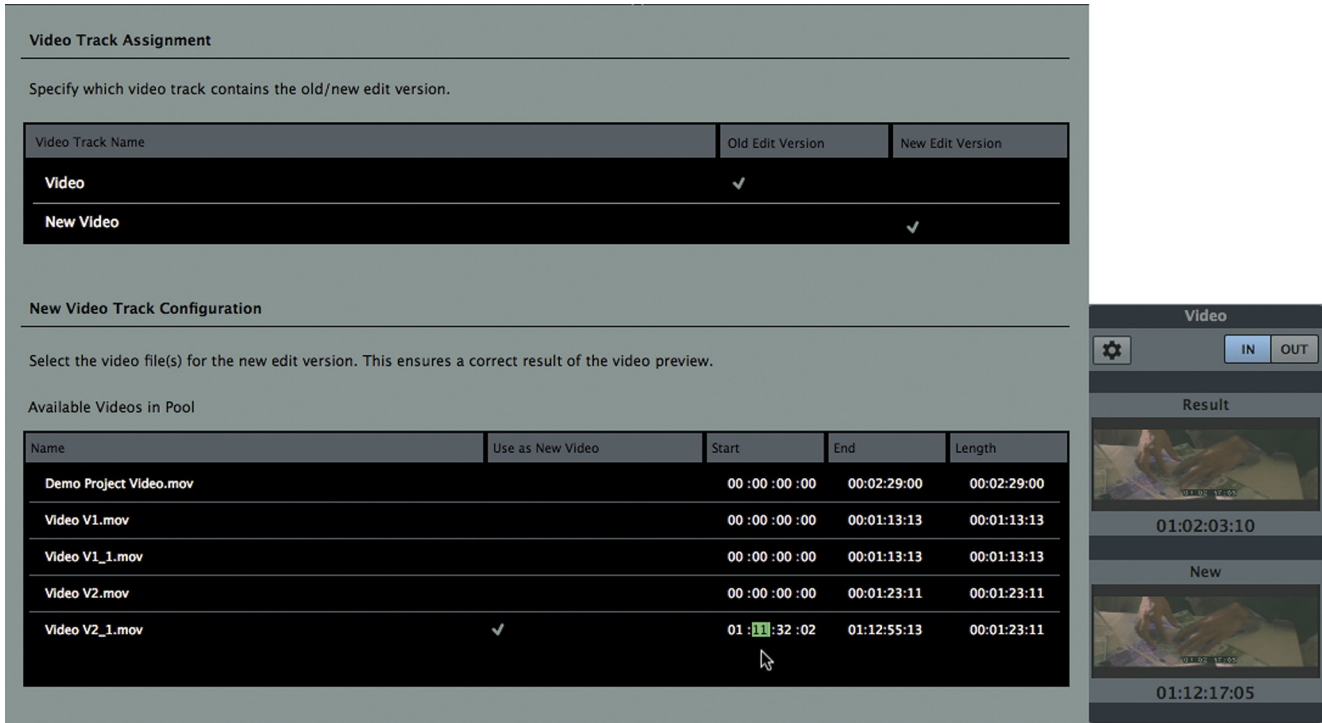 Video Track Assignment
Specify which video track contains the old/new edit version.
Video Track Name Old Edit Version New Edit Version
Video
New Video
New Video Track Configuration
Select the video file(s) for the new edit version. This ensures a correct result of the video preview.
Available Videos in Pool
Name Use as New Video Start End Length
Demo Project Video.mov 00 :00 :00 :00 00:02:29:00 00:02:29:00
Video V1.mov 00 :00 :00 :00 00:01:13:13 00:01:13:13
Video V1_1.mov 00 :00 :00 :00 00:01:13:13 00:01:13:13
Video V2.mov 00 :00 :00 :00 00:01:23:11 00:01:23:11
Video V2_1.mov 01 :11 :32 :02 01:12:55:13 00:01:23:11
Video
IN OUT
Result
01:02:03:10
New
01:12:17:05